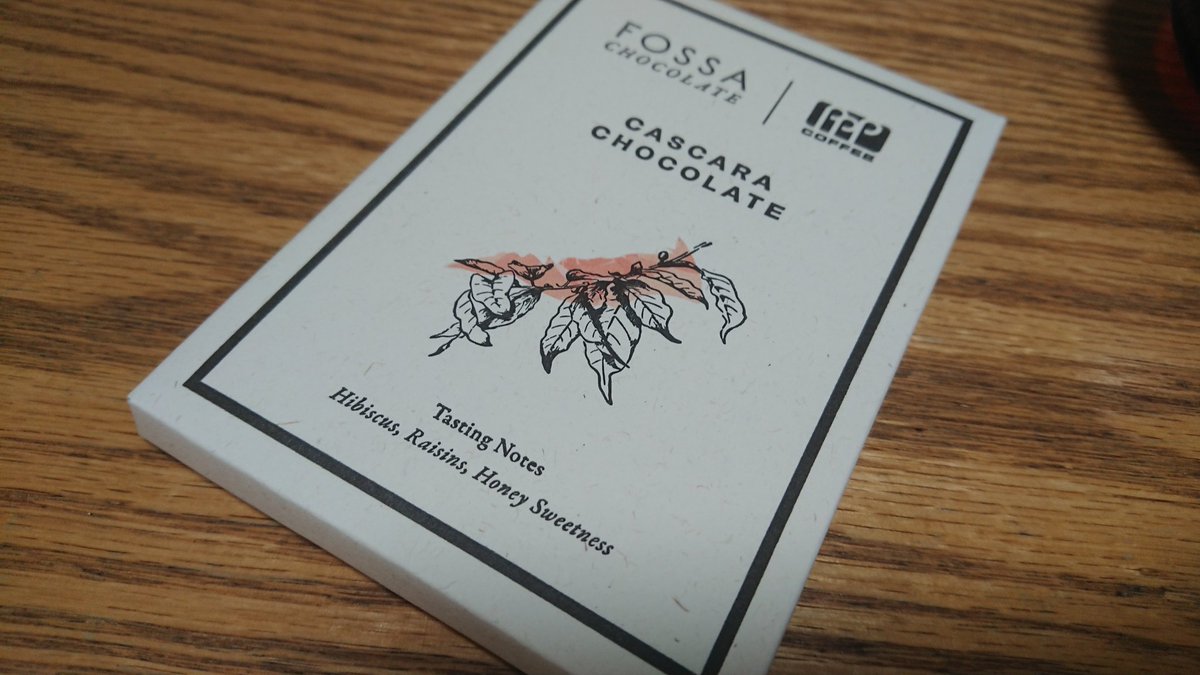 FOSSA
CHOCOLATE
COFFEE
CASCARA
CHOCOLATE
Tasting Notes
Hibiscus, Raisins, Honey Sweetness